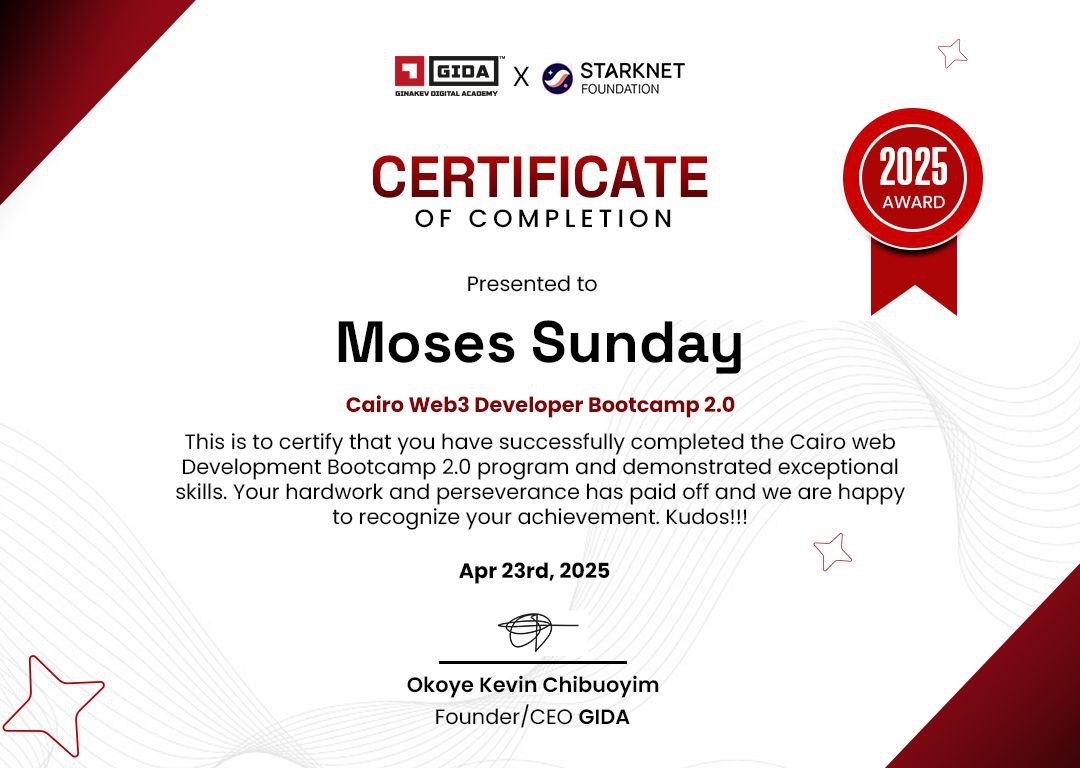 GIDA™ X STARKNET
GINAKEV DIGITAL ACADEMY FOUNDATION
CERTIFICATE
OF COMPLETION
2025
AWARD
Presented to
Moses Sunday
Cairo Web3 Developer Bootcamp 2.0
This is to certify that you have successfully completed the Cairo web
Development Bootcamp 2.0 program and demonstrated exceptional
skills. Your hardwork and perseverance has paid off and we are happy
to recognize your achievement. Kudos!!!
Apr 23rd, 2025
Okoye Kevin Chibuoyim
Founder/CEO GIDA